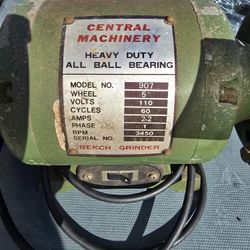 CENTRAL
MACHINERY
HEAVY DUTY
ALL BALL BEARING
MODEL NO. 907
WHEEL 5"
VOLTS 110
CYCLES 60
AMPS 2.2
PHASE 1
RPM 3450
SERIAL NO.
BENCH GRINDER